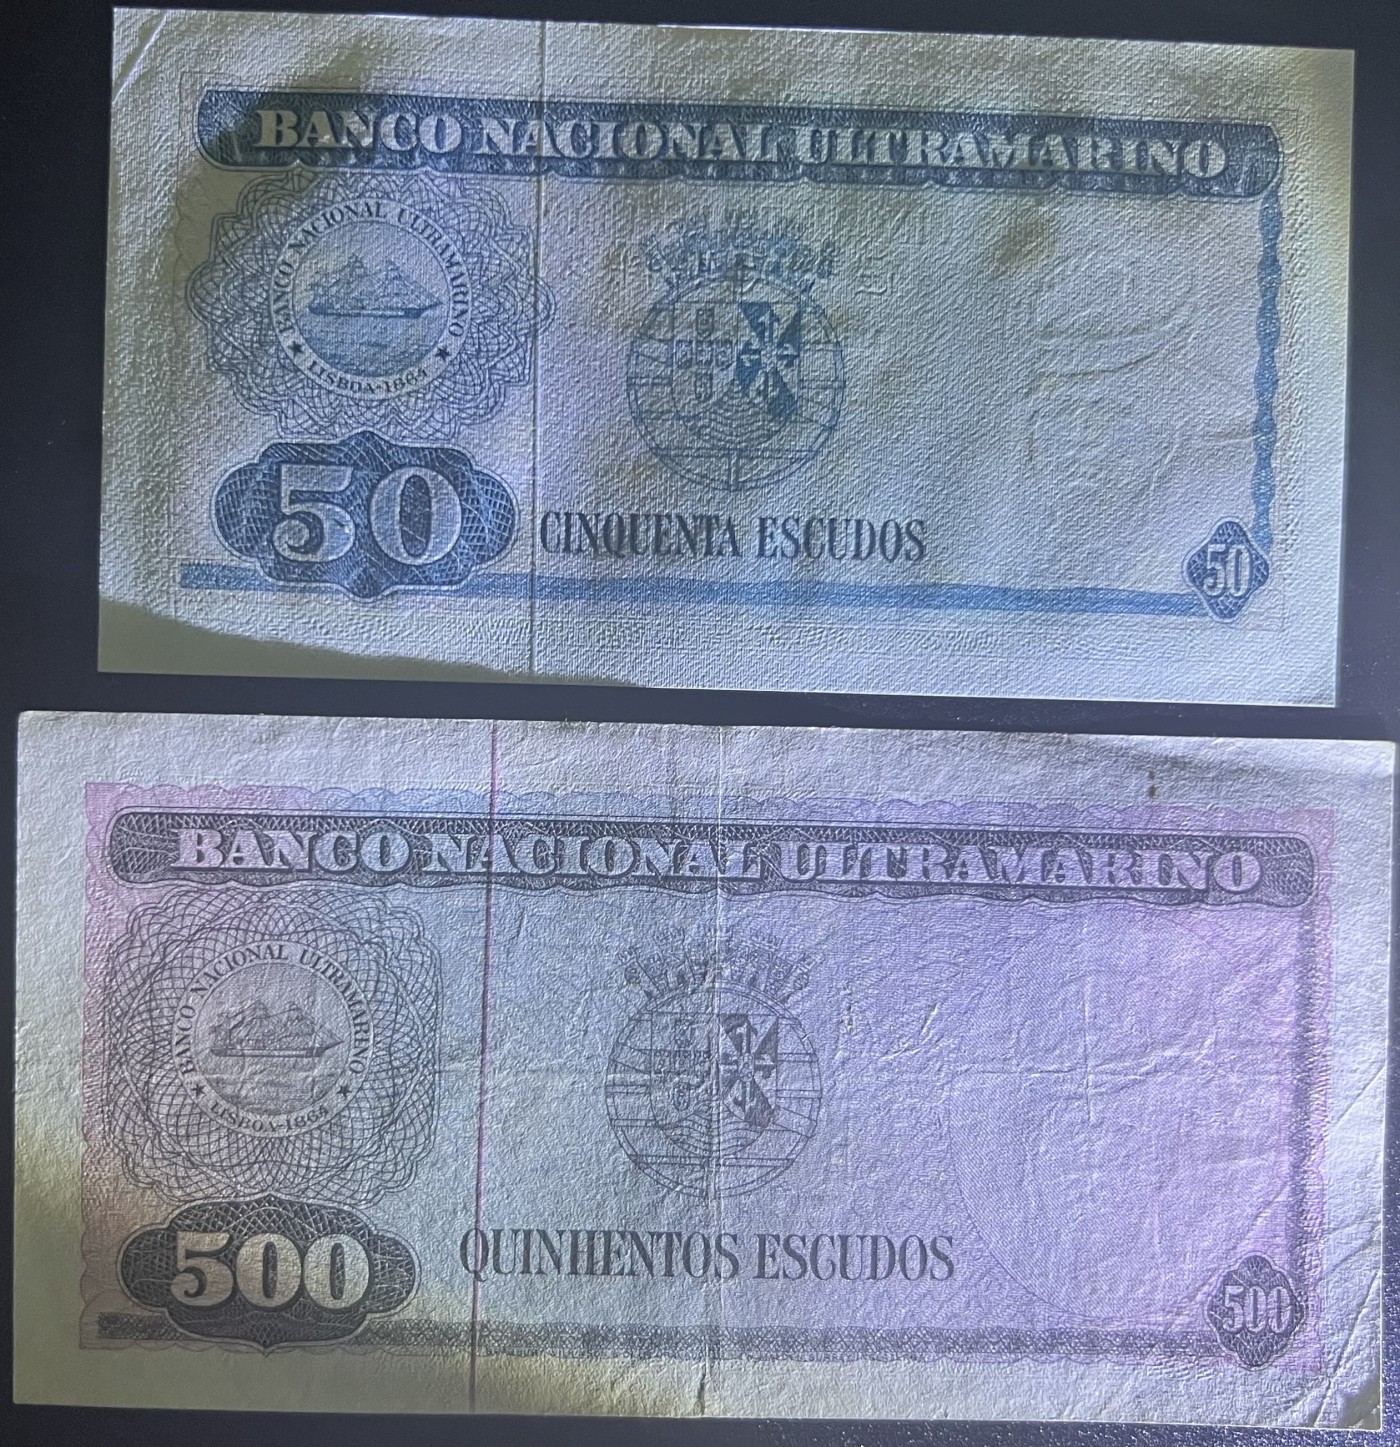 BANCO NACIONAL ULTRAMARINO
BANCO NACIONAL ULTRAMARINO
★ LISBOA-1864 ★
50
CINQUENTA ESCUDOS
50
BANCO NACIONAL ULTRAMARINO
BANCO NACIONAL ULTRAMARINO
★ LISBOA-1864 ★
500
QUINHENTOS ESCUDOS
500